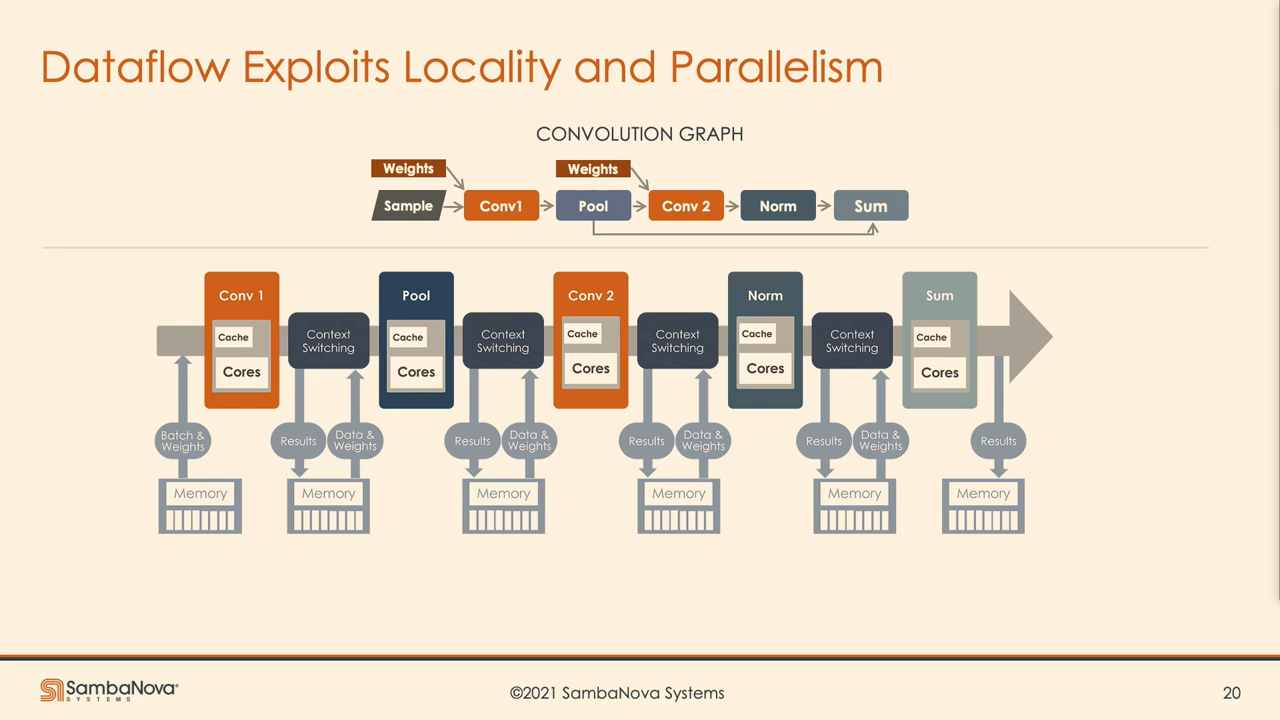 Dataflow Exploits Locality and Parallelism
CONVOLUTION GRAPH
Weights
Weights
Sample
Conv1
Pool
Conv 2
Norm
Sum
Conv 1
Pool
Conv 2
Norm
Sum
Cache
Cores
Context
Switching
Cache
Cores
Context
Switching
Cache
Cores
Context
Switching
Cache
Cores
Context
Switching
Cache
Cores
Batch &
Weights
Results
Data &
Weights
Results
Data &
Weights
Results
Data &
Weights
Results
Data &
Weights
Results
Memory
Memory
Memory
Memory
Memory
Memory
SambaNova®
SYSTEMS
©2021 SambaNova Systems
20